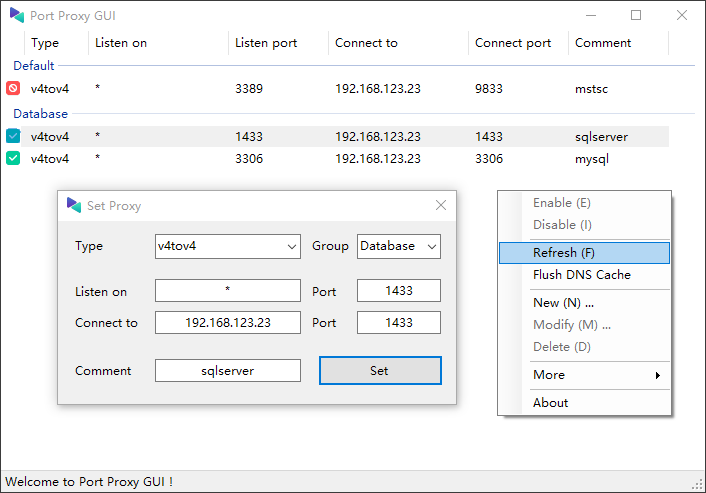 Port Proxy GUI
Type Listen on Listen port Connect to Connect port Comment
Default
v4tov4 * 3389 192.168.123.23 9833 mstsc
Database
v4tov4 * 1433 192.168.123.23 1433 sqlserver
v4tov4 * 3306 192.168.123.23 3306 mysql
Set Proxy
Type v4tov4 Group Database
Listen on * Port 1433
Connect to 192.168.123.23 Port 1433
Comment sqlserver Set
Enable (E)
Disable (I)
Refresh (F)
Flush DNS Cache
New (N) ...
Modify (M) ...
Delete (D)
More
About
Welcome to Port Proxy GUI !